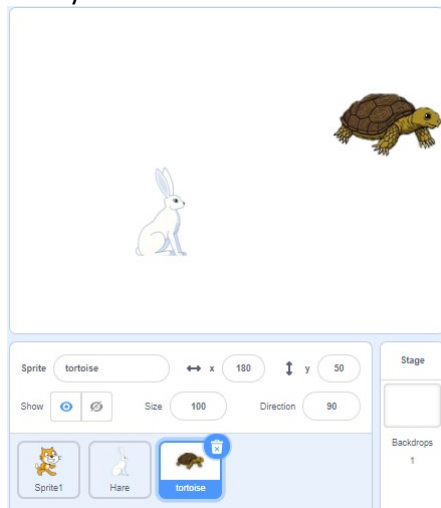 Sprite tortoise x 180 y 50
Stage
Show Size 100 Direction 90
Backdrops
1
Sprite1 Hare tortoise